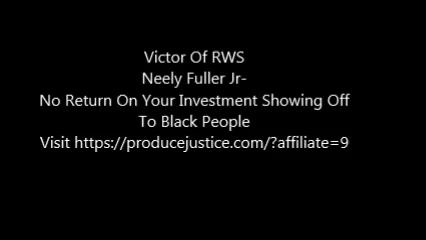 Victor Of RWS
Neely Fuller Jr-
No Return On Your Investment Showing Off
To Black People
Visit https://producejustice.com/?affiliate=9